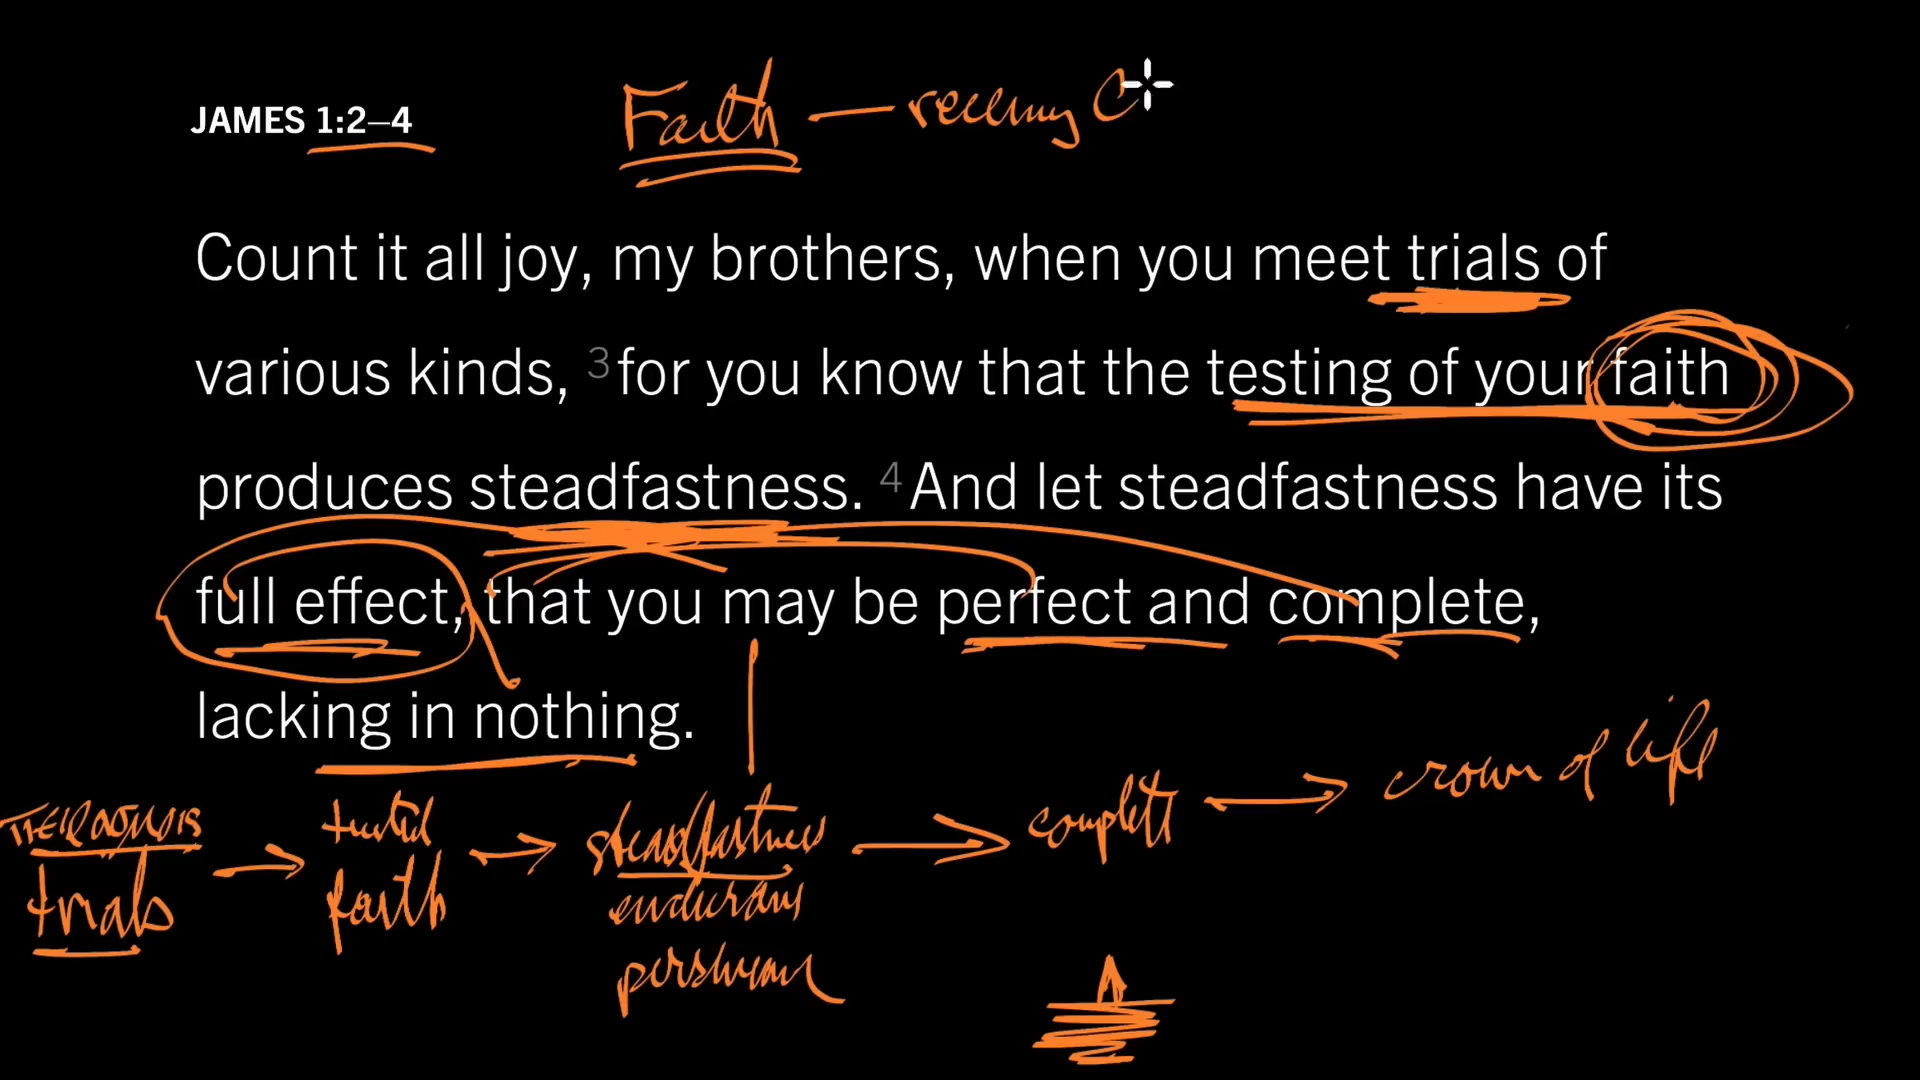 JAMES 1:2–4
Faith — receiving C
Count it all joy, my brothers, when you meet trials of
various kinds, 3 for you know that the testing of your faith
produces steadfastness. 4 And let steadfastness have its
full effect, that you may be perfect and complete,
lacking in nothing.
trials → tested faith → steadfastness → complete → crown of life
endurance